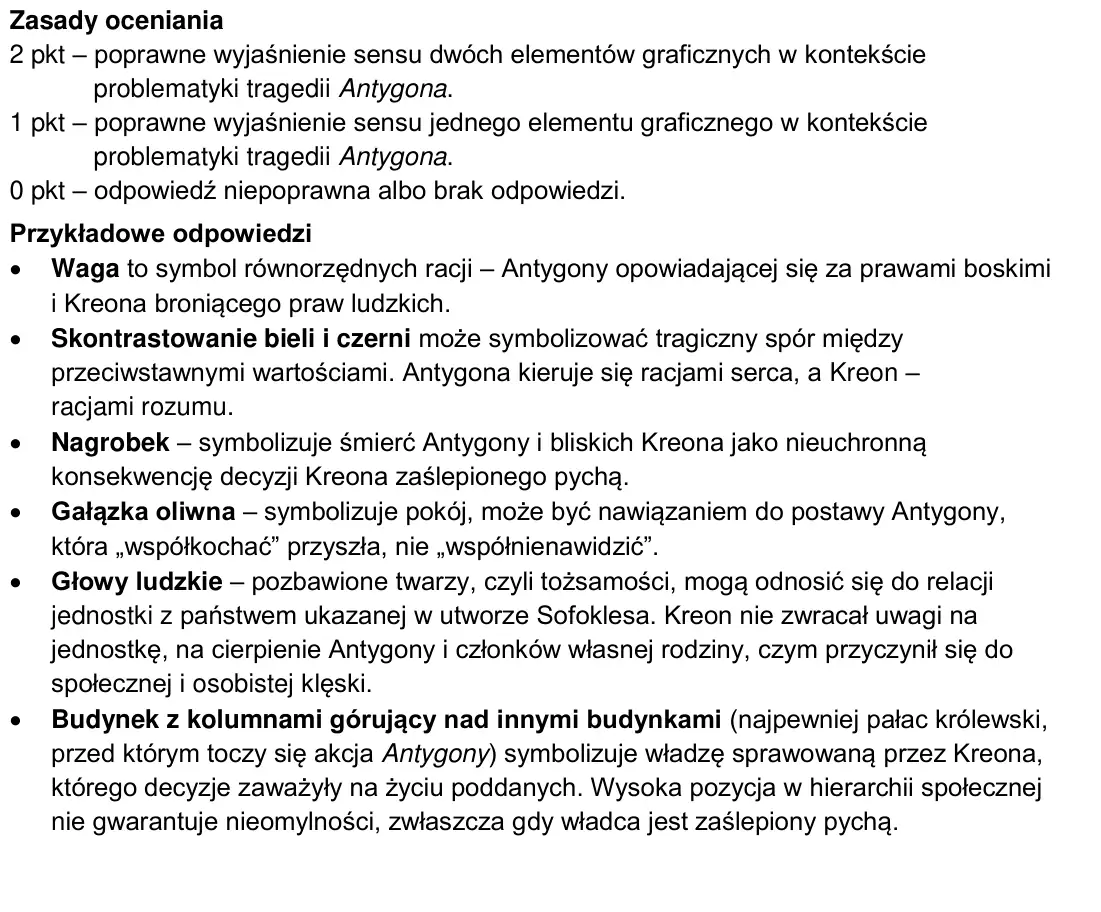 Zasady oceniania
2 pkt – poprawne wyjaśnienie sensu dwóch elementów graficznych w kontekście
problematyki tragedii Antygona.
1 pkt – poprawne wyjaśnienie sensu jednego elementu graficznego w kontekście
problematyki tragedii Antygona.
0 pkt – odpowiedź niepoprawna albo brak odpowiedzi.
Przykładowe odpowiedzi
• Waga to symbol równorzędnych racji – Antygony opowiadającej się za prawami boskimi
i Kreona broniącego praw ludzkich.
• Skontrastowanie bieli i czerni może symbolizować tragiczny spór między
przeciwstawnymi wartościami. Antygona kieruje się racjami serca, a Kreon –
racjami rozumu.
• Nagrobek – symbolizuje śmierć Antygony i bliskich Kreona jako nieuchronną
konsekwencję decyzji Kreona zaślepionego pychą.
• Gałązka oliwna – symbolizuje pokój, może być nawiązaniem do postawy Antygony,
która „współkochać” przyszła, nie „współnienawidzić”.
• Głowy ludzkie – pozbawione twarzy, czyli tożsamości, mogą odnosić się do relacji
jednostki z państwem ukazanej w utworze Sofoklesa. Kreon nie zwracał uwagi na
jednostkę, na cierpienie Antygony i członków własnej rodziny, czym przyczynił się do
społecznej i osobistej klęski.
• Budynek z kolumnami górujący nad innymi budynkami (najpewniej pałac królewski,
przed którym toczy się akcja Antygony) symbolizuje władzę sprawowaną przez Kreona,
którego decyzje zaważyły na życiu poddanych. Wysoka pozycja w hierarchii społecznej
nie gwarantuje nieomylności, zwłaszcza gdy władca jest zaślepiony pychą.